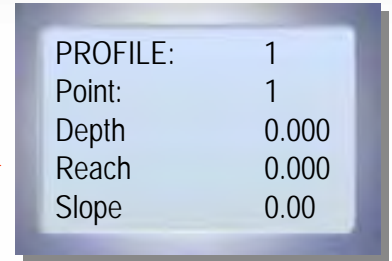 PROFILE: 1
Point: 1
Depth 0.000
Reach 0.000
Slope 0.00